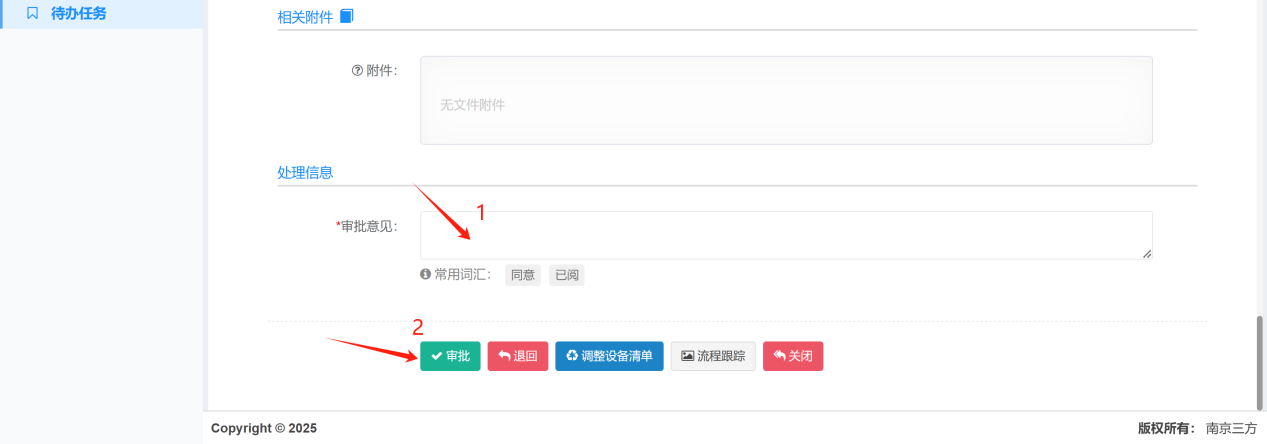 待办任务
相关附件
附件：
无文件附件
处理信息
1
*审批意见：
常用词汇： 同意 已阅
2
审批 退回 调整设备清单 流程跟踪 关闭
Copyright © 2025 版权所有： 南京三方